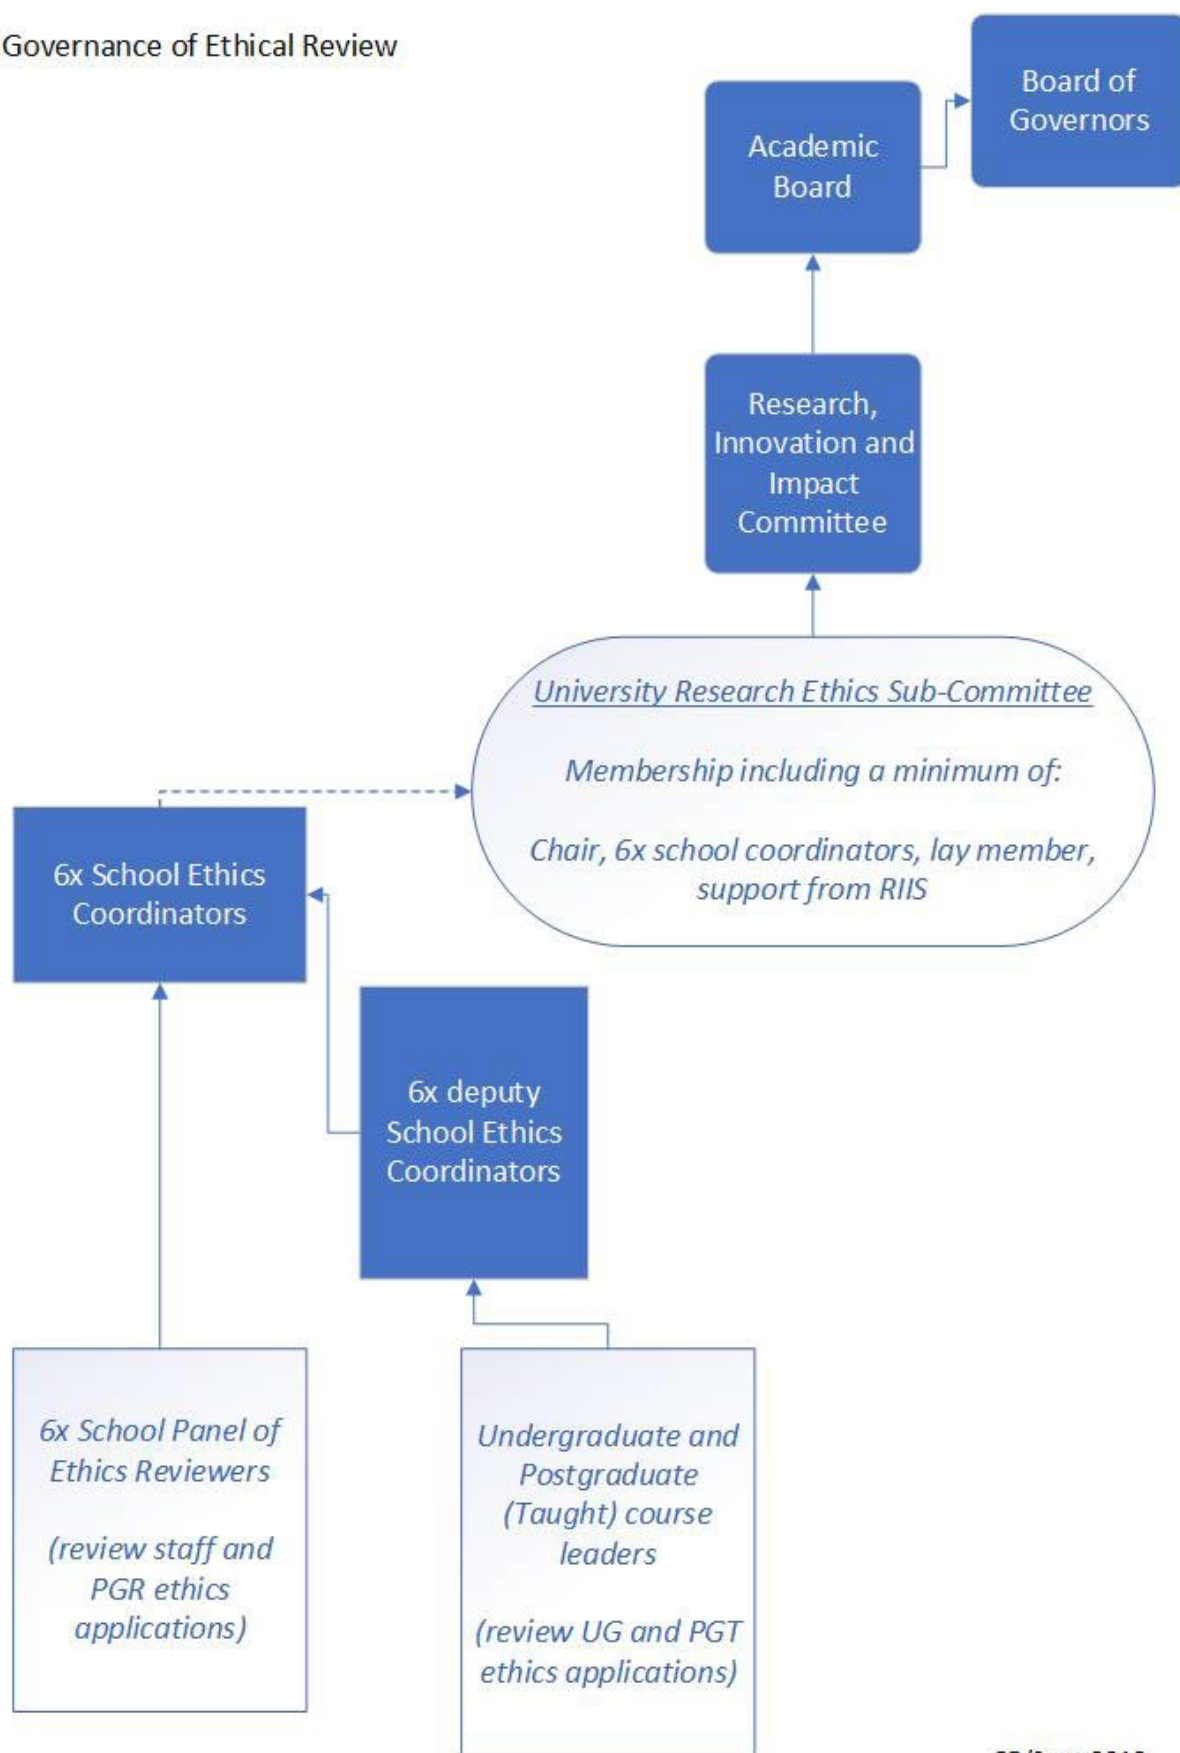 Governance of Ethical Review
Board of
Governors
Academic
Board
Research,
Innovation and
Impact
Committee
University Research Ethics Sub-Committee
Membership including a minimum of:
Chair, 6x school coordinators, lay member,
support from RIIS
6x School Ethics
Coordinators
6x deputy
School Ethics
Coordinators
6x School Panel of
Ethics Reviewers
(review staff and
PGR ethics
applications)
Undergraduate and
Postgraduate
(Taught) course
leaders
(review UG and PGT
ethics applications)